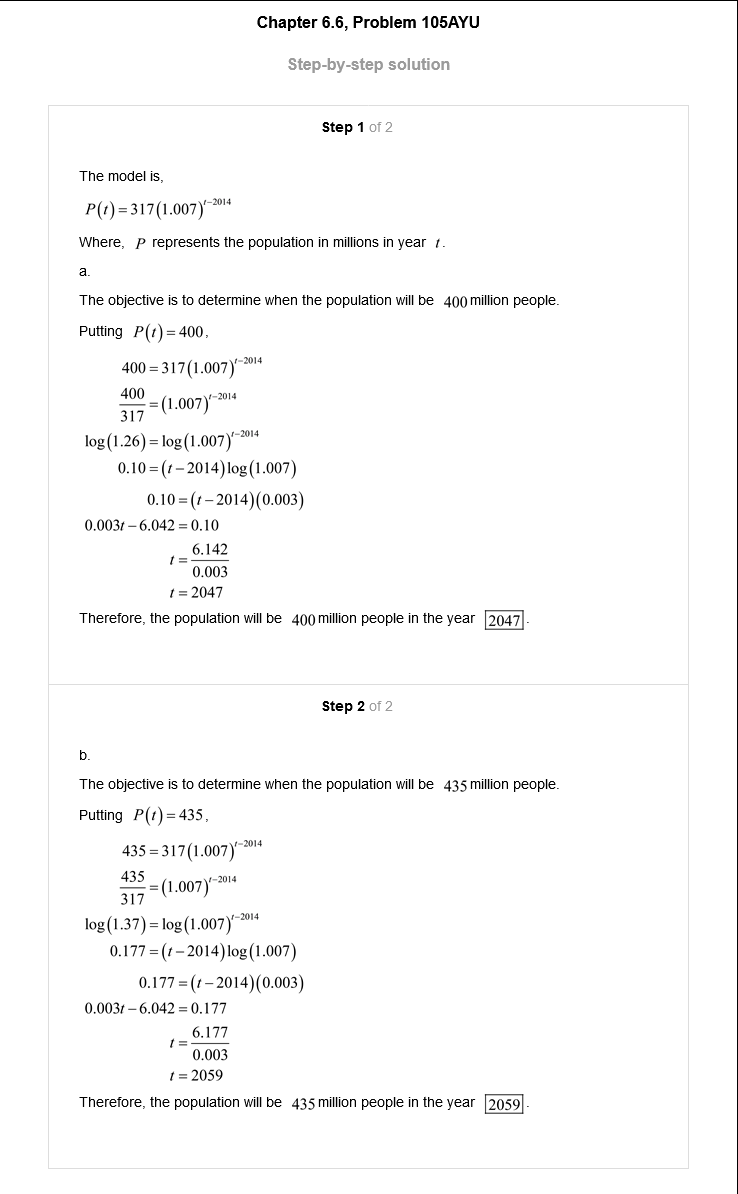 Chapter 6.6, Problem 105AYU
Step-by-step solution
Step 1 of 2
The model is,
P(t) = 317(1.007)^{t−2014}
Where, P represents the population in millions in year t.
a.
The objective is to determine when the population will be 400 million people.
Putting P(t) = 400,
400 = 317(1.007)^{t−2014}
400/317 = (1.007)^{t−2014}
log(1.26) = log(1.007)^{t−2014}
0.10 = (t − 2014)log(1.007)
0.10 = (t − 2014)(0.003)
0.003t − 6.042 = 0.10
t = 6.142/0.003
t = 2047
Therefore, the population will be 400 million people in the year 2047.
Step 2 of 2
b.
The objective is to determine when the population will be 435 million people.
Putting P(t) = 435,
435 = 317(1.007)^{t−2014}
435/317 = (1.007)^{t−2014}
log(1.37) = log(1.007)^{t−2014}
0.177 = (t − 2014)log(1.007)
0.177 = (t − 2014)(0.003)
0.003t − 6.042 = 0.177
t = 6.177/0.003
t = 2059
Therefore, the population will be 435 million people in the year 2059.